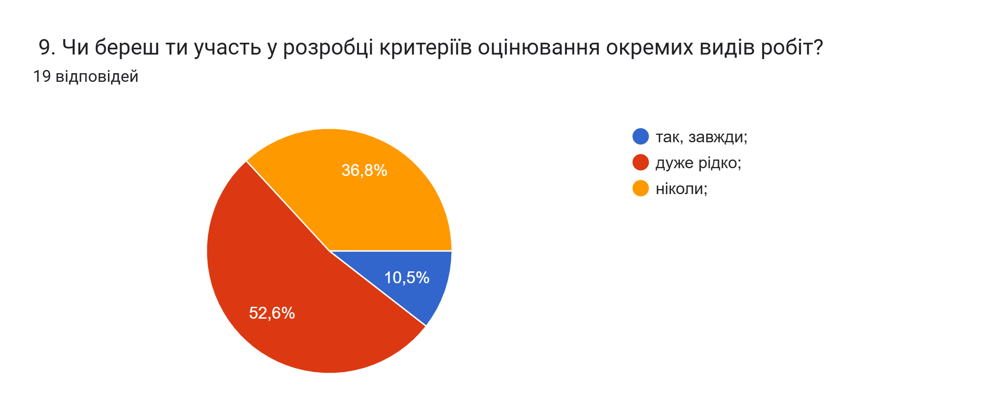 9. Чи береш ти участь у розробці критеріїв оцінювання окремих видів робіт?
19 відповідей
так, завжди;
дуже рідко;
ніколи;
36,8%
10,5%
52,6%